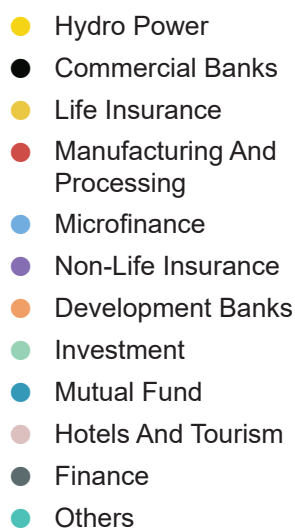 Hydro Power
Commercial Banks
Life Insurance
Manufacturing And
Processing
Microfinance
Non-Life Insurance
Development Banks
Investment
Mutual Fund
Hotels And Tourism
Finance
Others